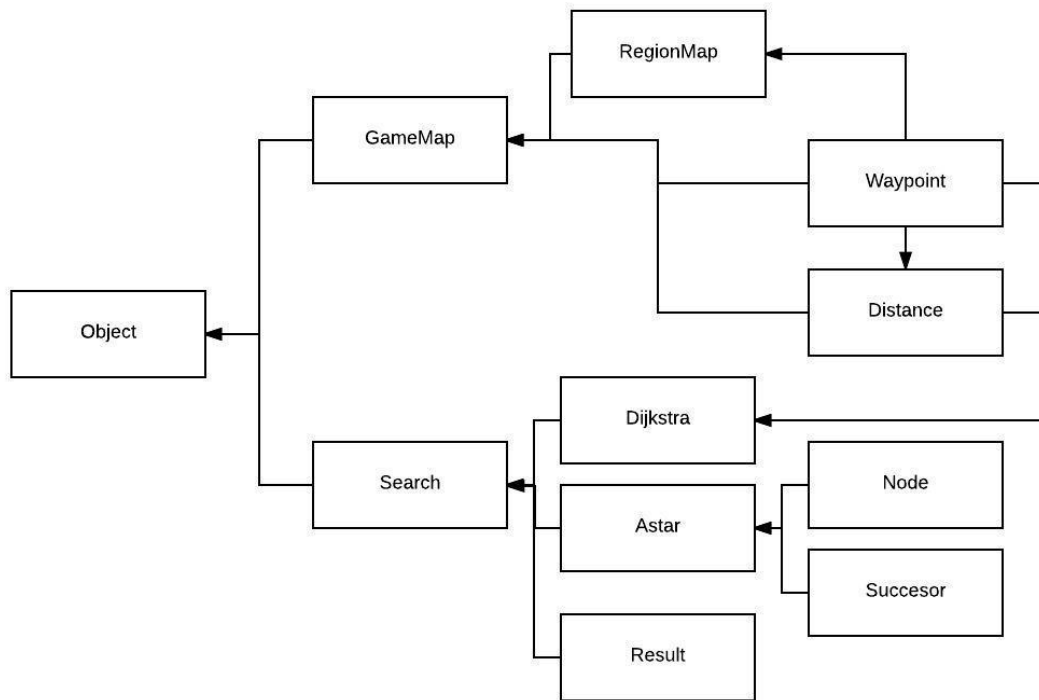 RegionMap
GameMap
Waypoint
Distance
Object
Dijkstra
Search
Node
Astar
Succesor
Result